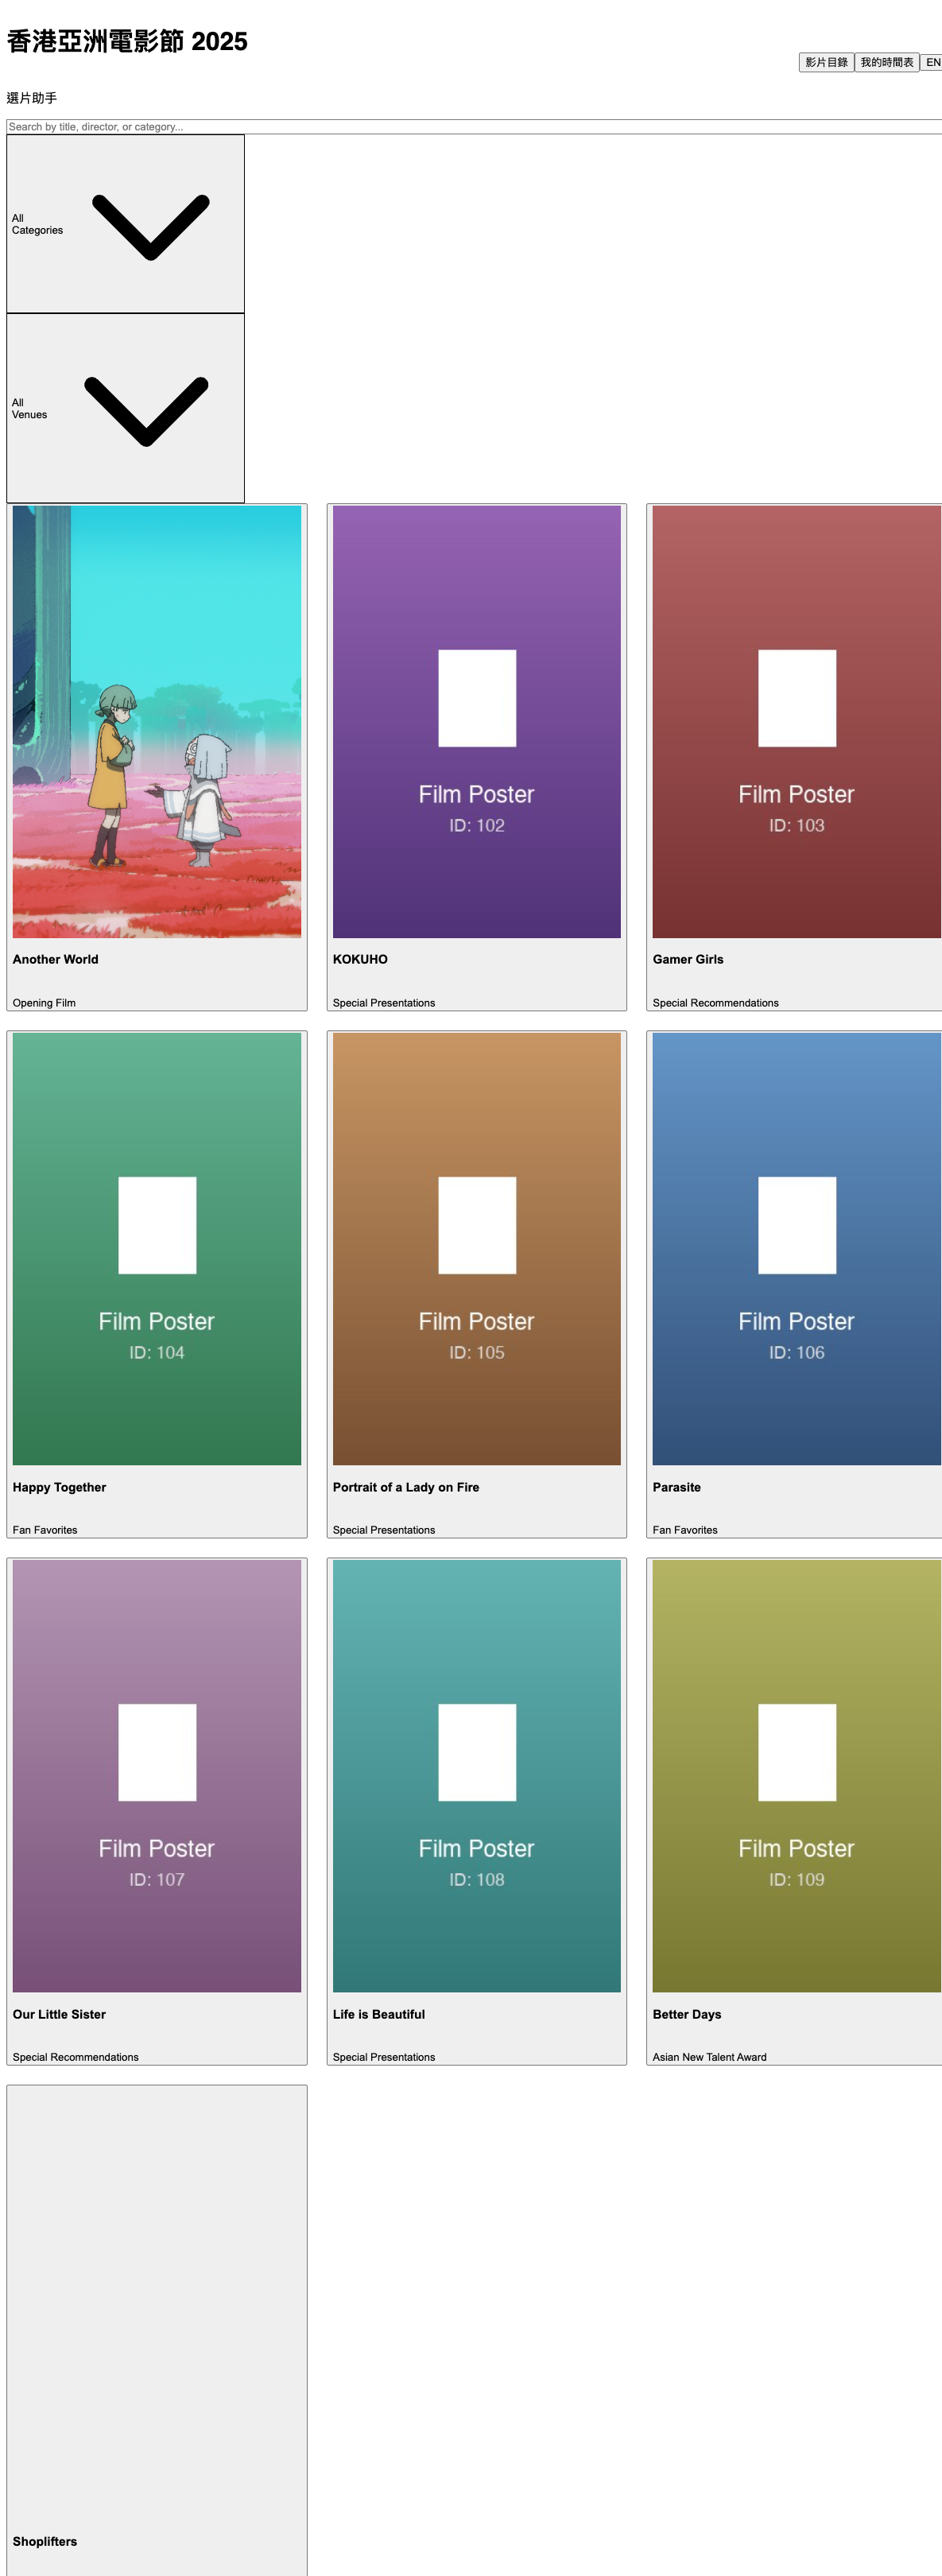 香港亞洲電影節 2025
影片目錄 我的時間表 EN
選片助手
Search by title, director, or category...
All
Categories
All
Venues
Film Poster
ID: 102
Film Poster
ID: 103
Another World
Opening Film
KOKUHO
Special Presentations
Gamer Girls
Special Recommendations
Film Poster
ID: 104
Film Poster
ID: 105
Film Poster
ID: 106
Happy Together
Fan Favorites
Portrait of a Lady on Fire
Special Presentations
Parasite
Fan Favorites
Film Poster
ID: 107
Film Poster
ID: 108
Film Poster
ID: 109
Our Little Sister
Special Recommendations
Life is Beautiful
Special Presentations
Better Days
Asian New Talent Award
Shoplifters